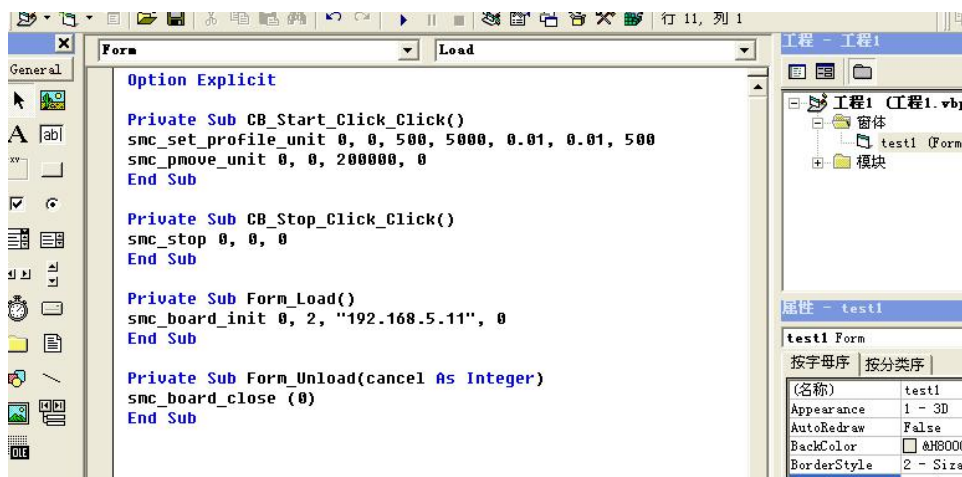 行 11, 列 1
Form
Load
工程 - 工程1
General
Option Explicit
Private Sub CB_Start_Click_Click()
smc_set_profile_unit 0, 0, 500, 5000, 0.01, 0.01, 500
smc_pmove_unit 0, 0, 200000, 0
End Sub
Private Sub CB_Stop_Click_Click()
smc_stop 0, 0, 0
End Sub
Private Sub Form_Load()
smc_board_init 0, 2, "192.168.5.11", 0
End Sub
Private Sub Form_Unload(cancel As Integer)
smc_board_close (0)
End Sub
A
ab|
XV
OLE
工程1 (工程1.vbp
窗体
test1 (Form
模块
属性 - test1
test1 Form
按字母序 按分类序
(名称) test1
Appearance 1 - 3D
AutoRedraw False
BackColor &H8000
BorderStyle 2 - Siza